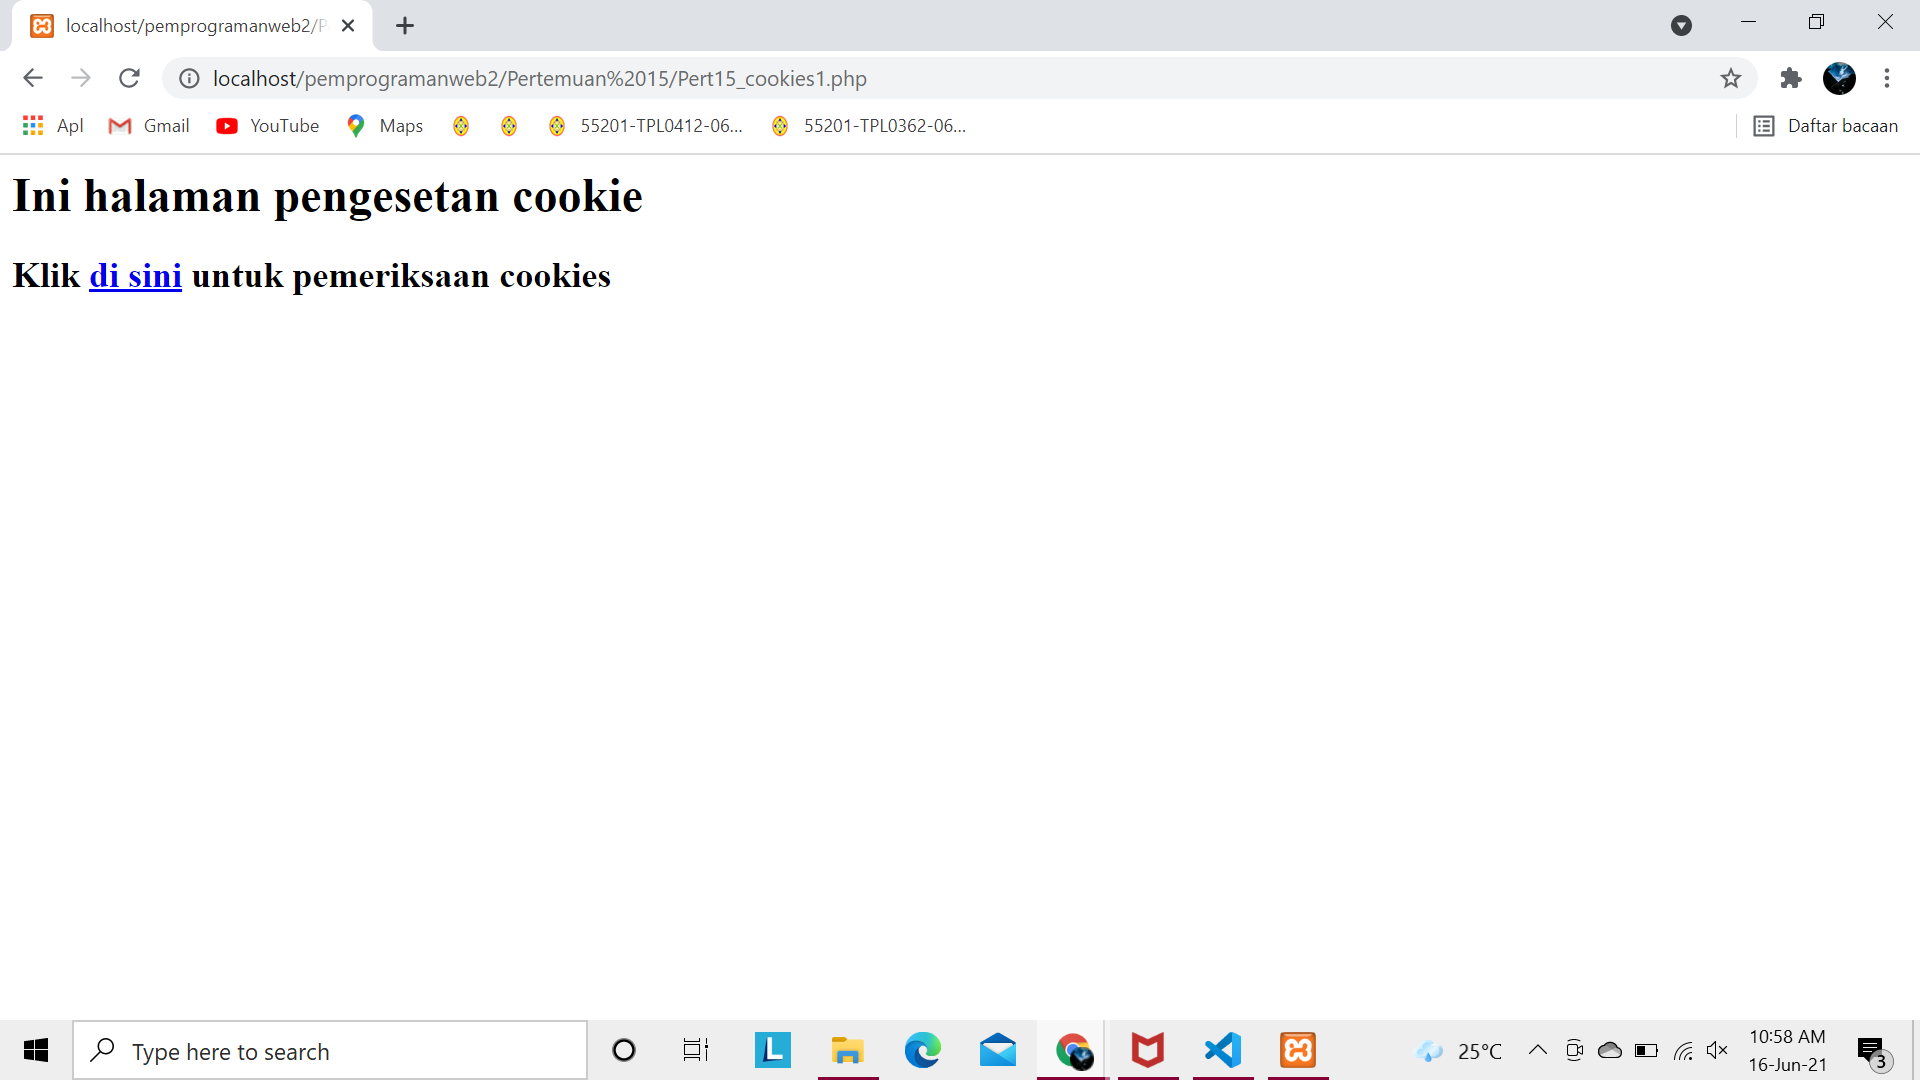 localhost/pemprogramanweb2/P
localhost/pemprogramanweb2/Pertemuan%2015/Pert15_cookies1.php
Apl Gmail YouTube Maps 55201-TPL0412-06... 55201-TPL0362-06... Daftar bacaan
Ini halaman pengesetan cookie
Klik di sini untuk pemeriksaan cookies
Type here to search
L
25°C
10:58 AM
16-Jun-21
3